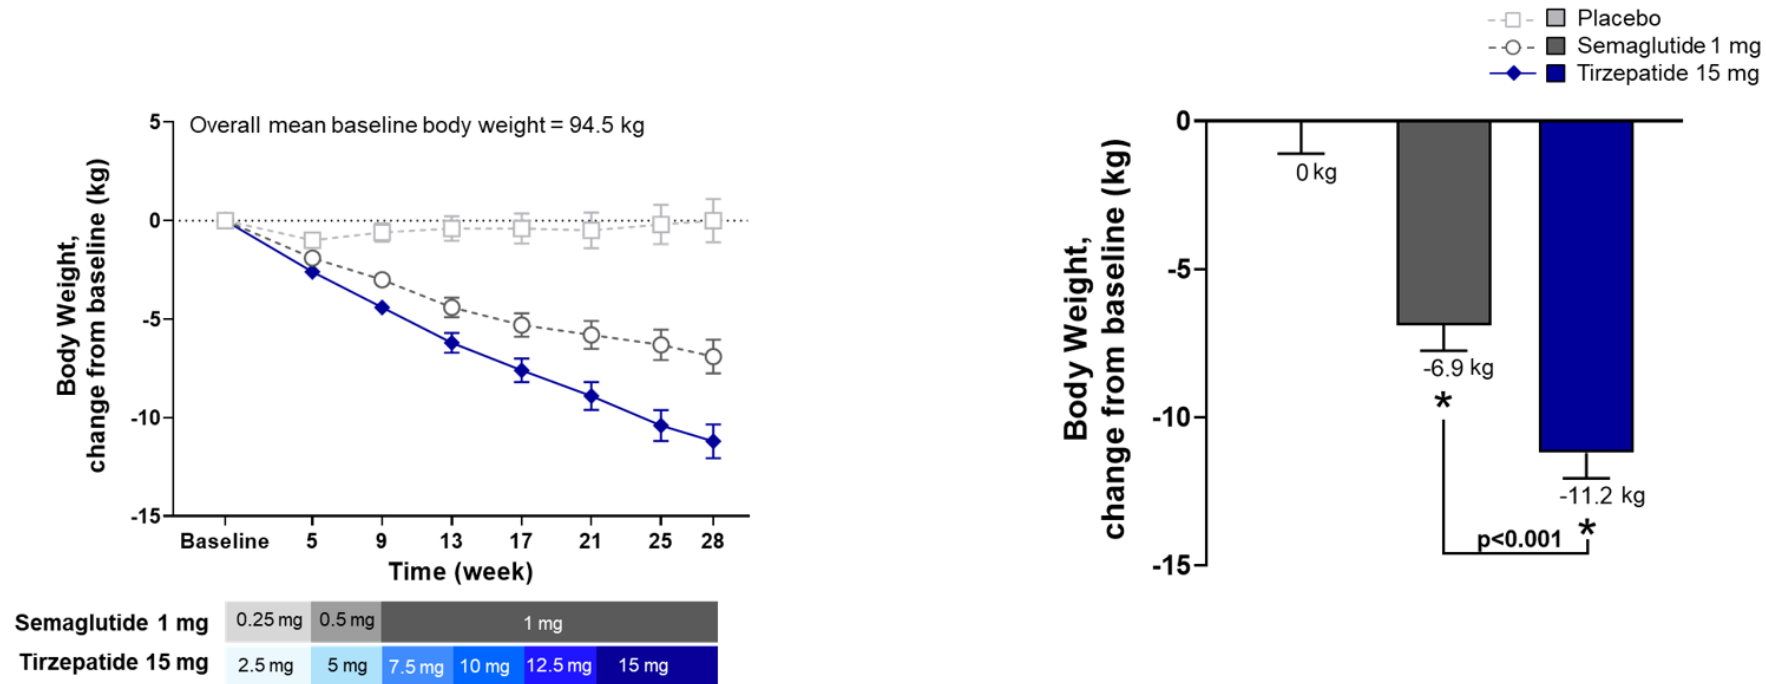 Placebo
Semaglutide 1 mg
Tirzepatide 15 mg
Overall mean baseline body weight = 94.5 kg
Body Weight,
change from baseline (kg)
5
0
-5
-10
-15
Baseline 5 9 13 17 21 25 28
Time (week)
Semaglutide 1 mg 0.25 mg 0.5 mg 1 mg
Tirzepatide 15 mg 2.5 mg 5 mg 7.5 mg 10 mg 12.5 mg 15 mg
Body Weight,
change from baseline (kg)
0
-5
-10
-15
0 kg
-6.9 kg
*
-11.2 kg
*
p<0.001